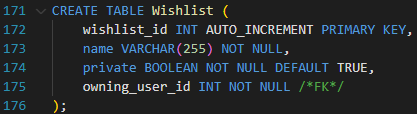 171 CREATE TABLE Wishlist (
172     wishlist_id INT AUTO_INCREMENT PRIMARY KEY,
173     name VARCHAR(255) NOT NULL,
174     private BOOLEAN NOT NULL DEFAULT TRUE,
175     owning_user_id INT NOT NULL /*FK*/
176 );